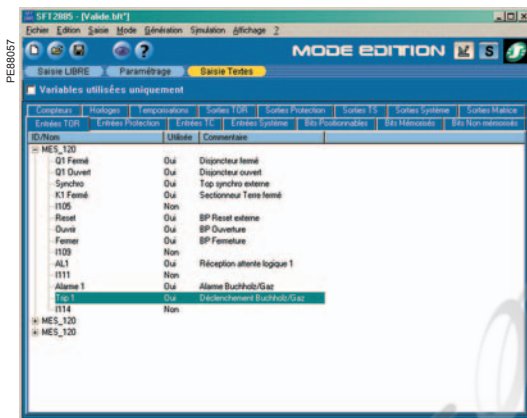 PE88057
SFT2885 - [Valide.bft*]
Fichier Edition Saisie Mode Génération Simulation Affichage ?
MODE EDITION S
Saisie LIBRE Paramétrage Saisie Textes
Variables utilisées uniquement
Compteurs Horloges Temporisations Sorties TOR Sorties Protection Sorties TS Sorties Système Sorties Matrice
Entrées TOR Entrées Protection Entrées TC Entrées Système Bits Positionnables Bits Mémorisés Bits Non mémorisés
ID/Nom Utilisée Commentaire
MES_120
Q1 Fermé Oui Disjoncteur fermé
Q1 Ouvert Oui Disjoncteur ouvert
Synchro Oui Top synchro externe
K1 Fermé Oui Sectionneur Terre fermé
I105 Non
Reset Oui BP Reset externe
Ouvrir Oui BP Ouverture
Fermer Oui BP Fermeture
I109 Non
AL1 Oui Réception attente logique 1
I111 Non
Alarme 1 Oui Alarme Buchholz/Gaz
Trip 1 Oui Déclenchement Buchholz/Gaz
I114 Non
MES_120
MES_120